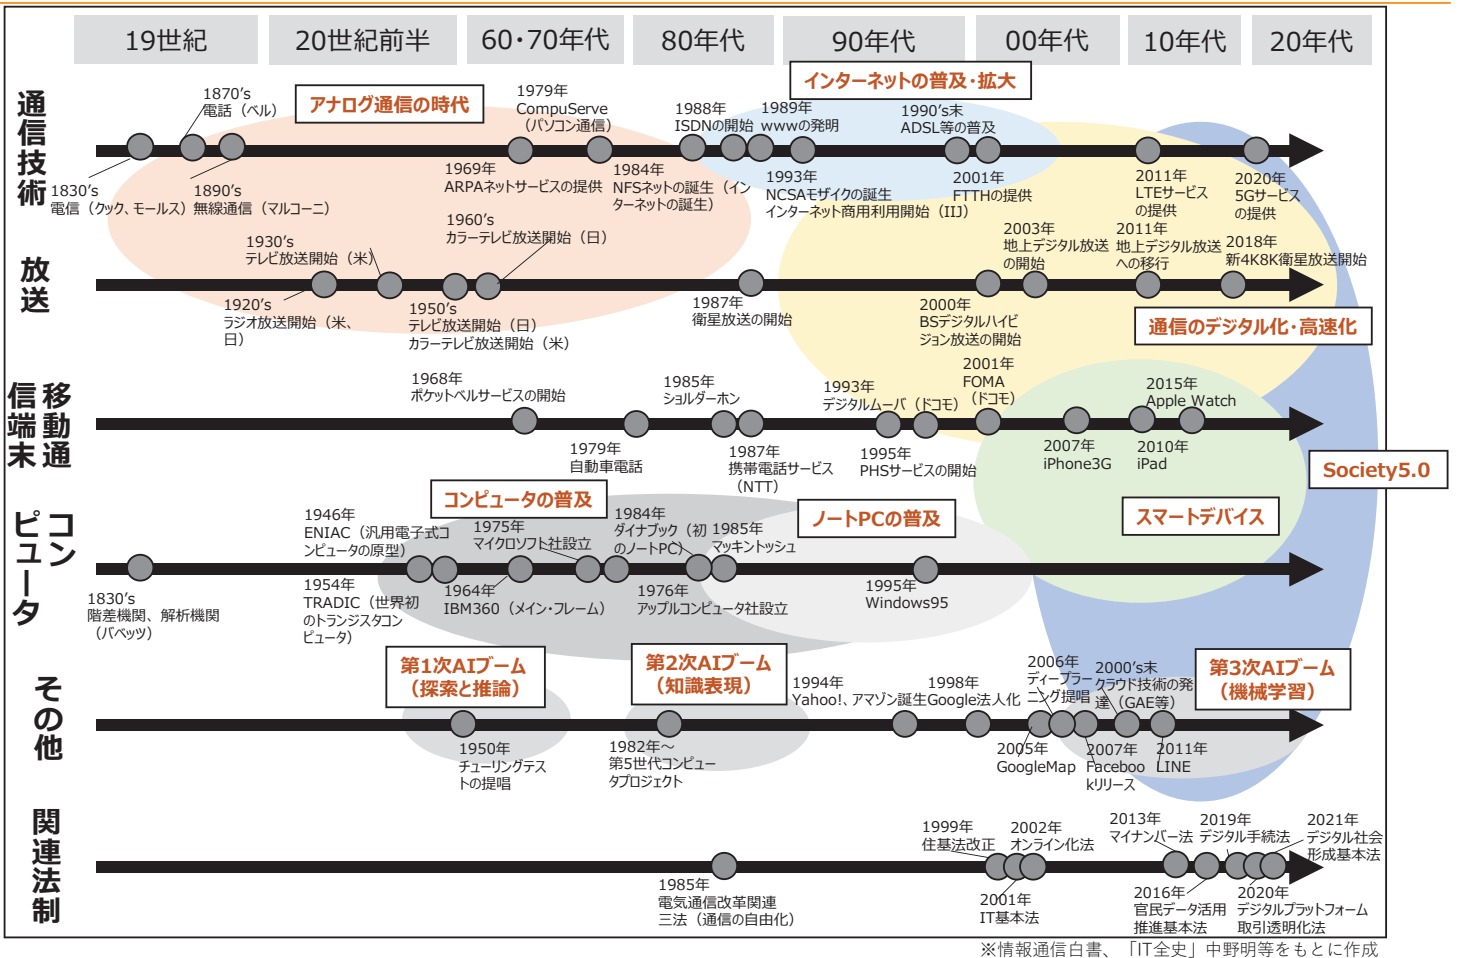 19世紀
20世紀前半
60・70年代
80年代
90年代
00年代
10年代
20年代
通信技術
アナログ通信の時代
インターネットの普及・拡大
1870’s
電話（ベル）
1979年
CompuServe
（パソコン通信）
1988年
ISDNの開始
1989年
wwwの発明
1990’s末
ADSL等の普及
1830’s
電信（クック、モールス）
1890’s
無線通信（マルコーニ）
1969年
ARPAネットサービスの提供
1984年
NFSネットの誕生（イン
ターネットの誕生）
1993年
NCSAモザイクの誕生
インターネット商用利用開始（IIJ）
2001年
FTTHの提供
2011年
LTEサービス
の提供
2020年
5Gサービス
の提供
放送
1930’s
テレビ放送開始（米）
1960’s
カラーテレビ放送開始（日）
2003年
地上デジタル放送
の開始
2011年
地上デジタル放送
への移行
2018年
新4K8K衛星放送開始
1920’s
ラジオ放送開始（米、
日）
1950’s
テレビ放送開始（日）
カラーテレビ放送開始（米）
1987年
衛星放送の開始
2000年
BSデジタルハイビ
ジョン放送の開始
通信のデジタル化・高速化
移動通
信端末
1968年
ポケットベルサービスの開始
1985年
ショルダーホン
1993年
デジタルムーバ（ドコモ）
2001年
FOMA
（ドコモ）
2015年
Apple Watch
1979年
自動車電話
1987年
携帯電話サービス
（NTT）
1995年
PHSサービスの開始
2007年
iPhone3G
2010年
iPad
Society5.0
コン
ピュータ
コンピュータの普及
ノートPCの普及
スマートデバイス
1946年
ENIAC（汎用電子式コ
ンピュータの原型）
1975年
マイクロソフト社設立
1984年
ダイナブック（初
のノートPC）
1985年
マッキントッシュ
1830’s
階差機関、解析機関
（バベッツ）
1954年
TRADIC（世界初
のトランジスタコン
ピュータ）
1964年
IBM360（メイン・フレーム）
1976年
アップルコンピュータ社設立
1995年
Windows95
その他
第1次AIブーム
（探索と推論）
第2次AIブーム
（知識表現）
第3次AIブーム
（機械学習）
1994年
Yahoo!、アマゾン誕生
1998年
Google法人化
2006年
ディープラー
ニング提唱
2000’s末
クラウド技術の発
達（GAE等）
1950年
チューリングテス
トの提唱
1982年～
第5世代コンピュー
タプロジェクト
2005年
GoogleMap
2007年
Faceboo
kリリース
2011年
LINE
関連法制
1999年
住基法改正
2002年
オンライン化法
2013年
マイナンバー法
2019年
デジタル手続法
2021年
デジタル社会
形成基本法
1985年
電気通信改革関連
三法（通信の自由化）
2001年
IT基本法
2016年
官民データ活用
推進基本法
2020年
デジタルプラットフォーム
取引透明化法
※情報通信白書、「IT全史」中野明等をもとに作成